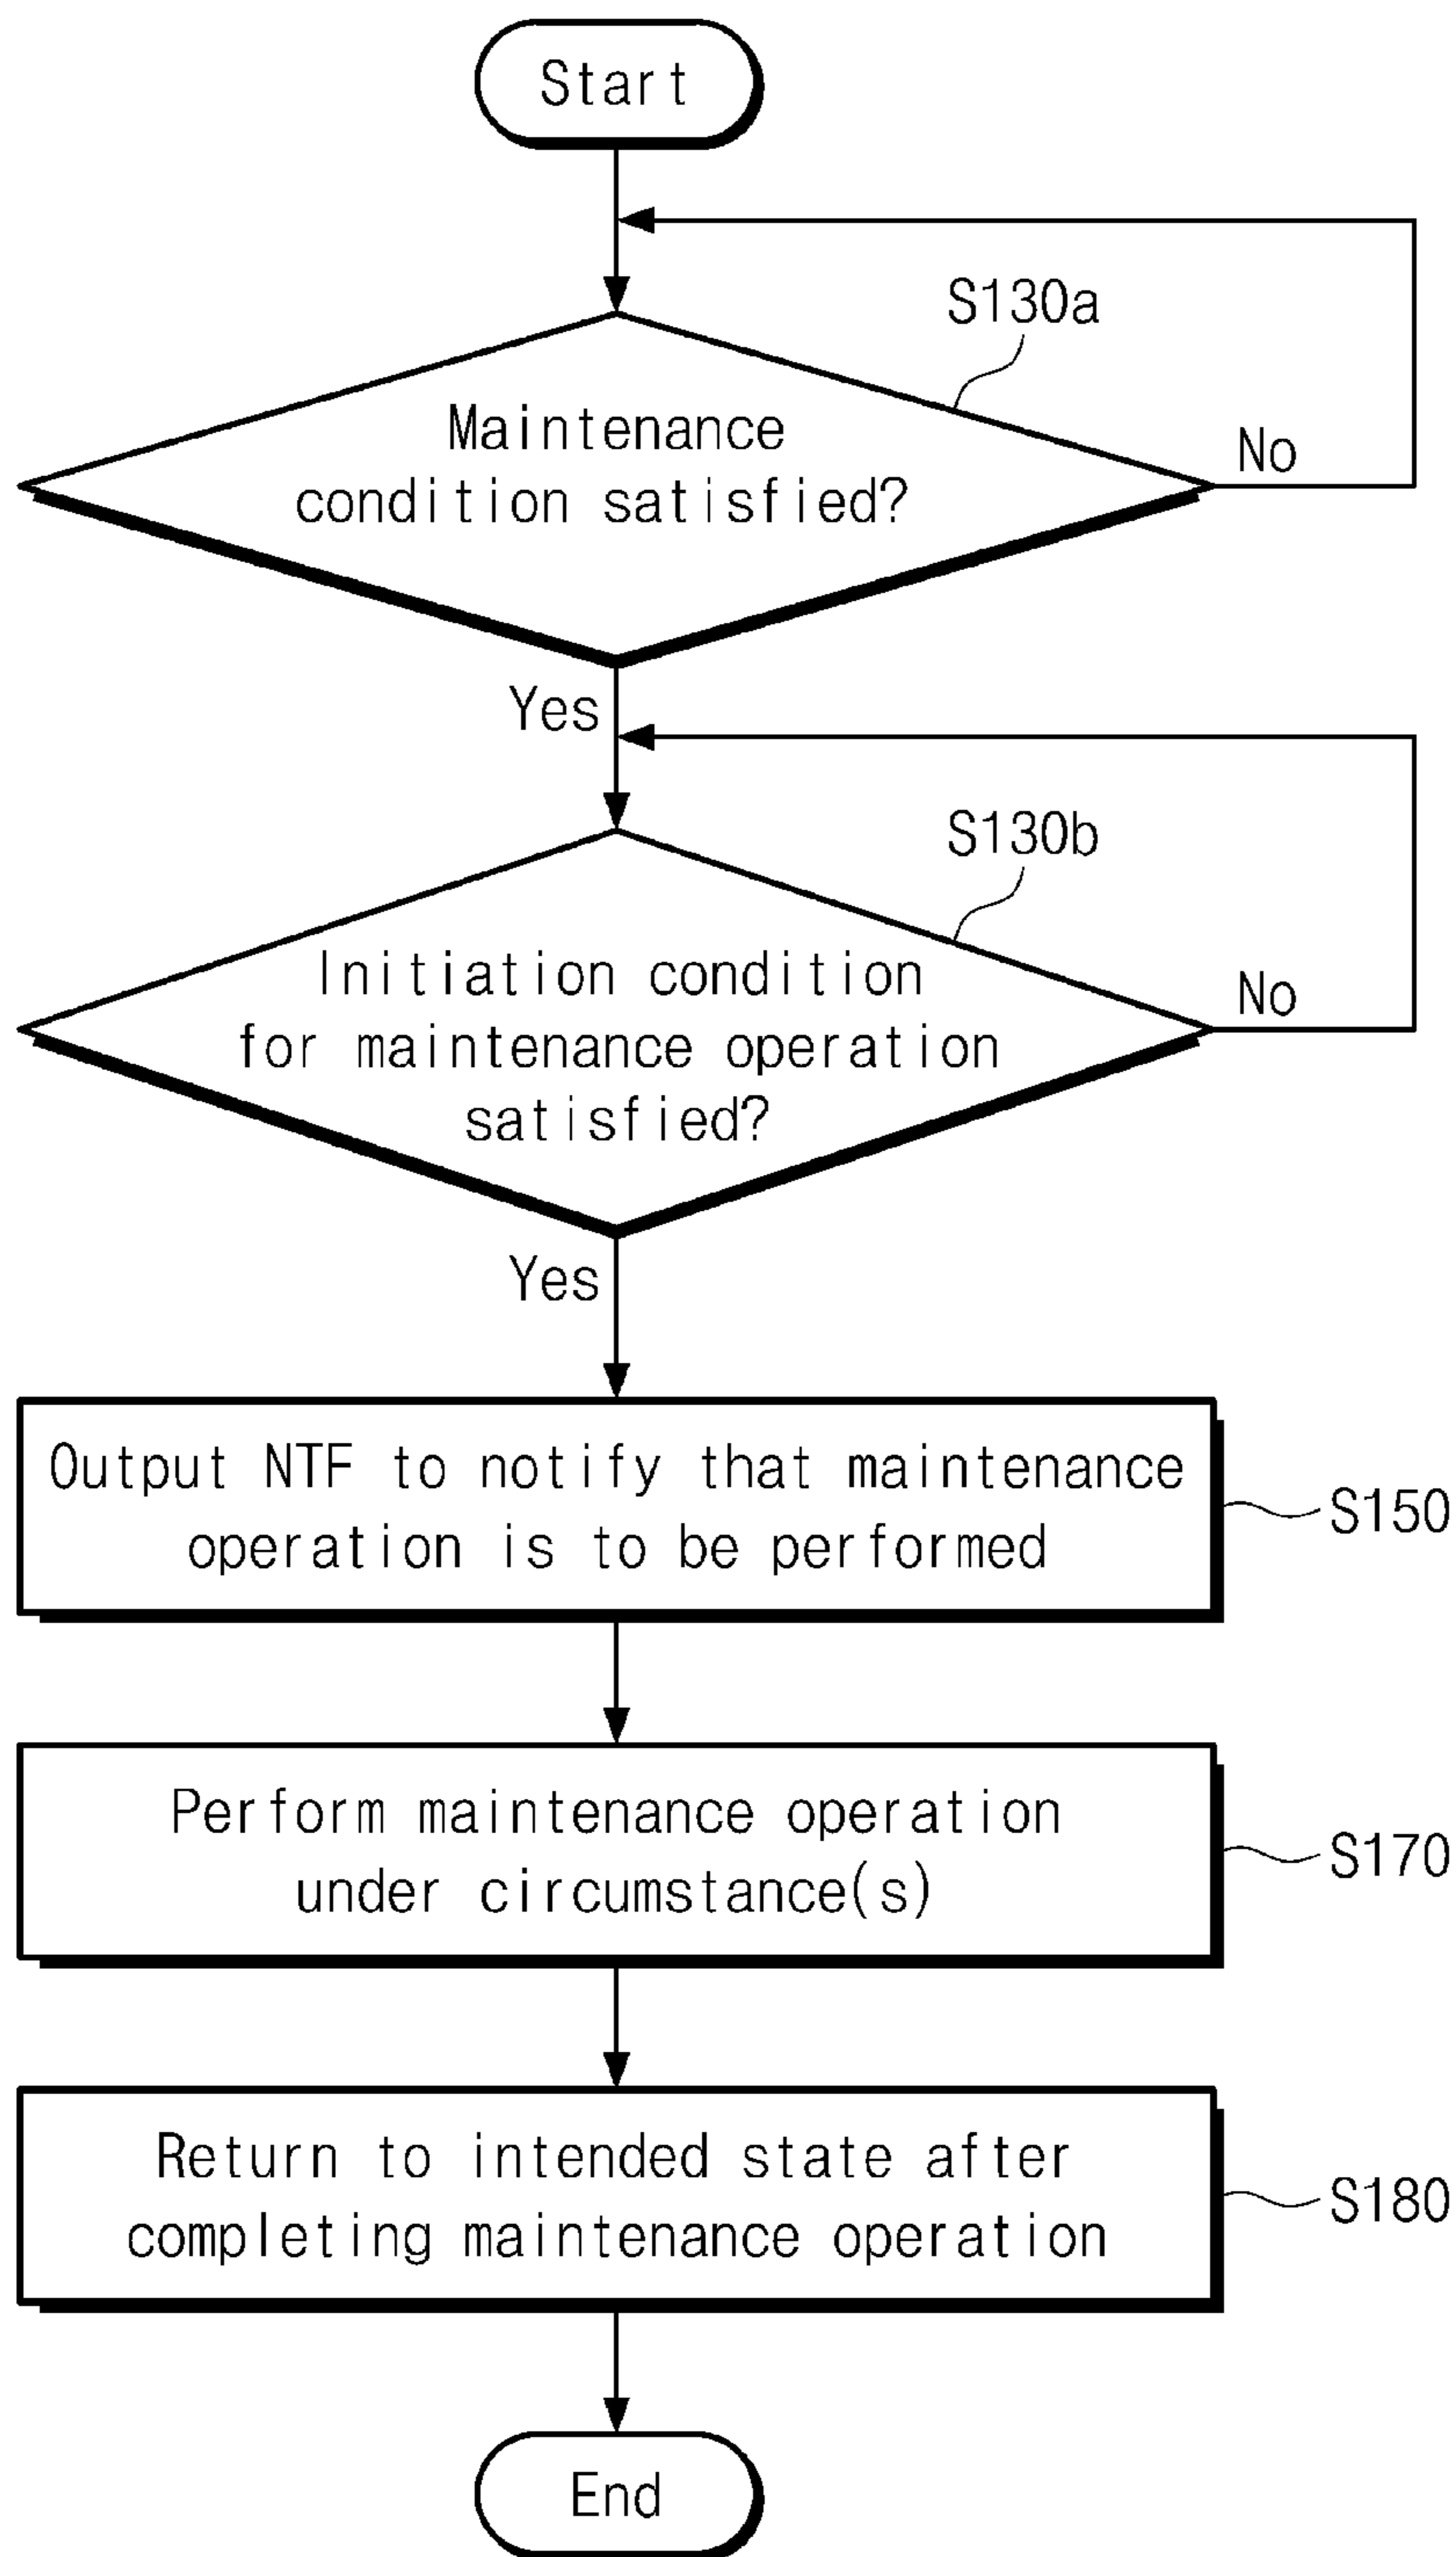 Start
S130a
Maintenance
condition satisfied?
No
Yes
S130b
Initiation condition
for maintenance operation
satisfied?
No
Yes
Output NTF to notify that maintenance
operation is to be performed
S150
Perform maintenance operation
under circumstance(s)
S170
Return to intended state after
completing maintenance operation
S180
End